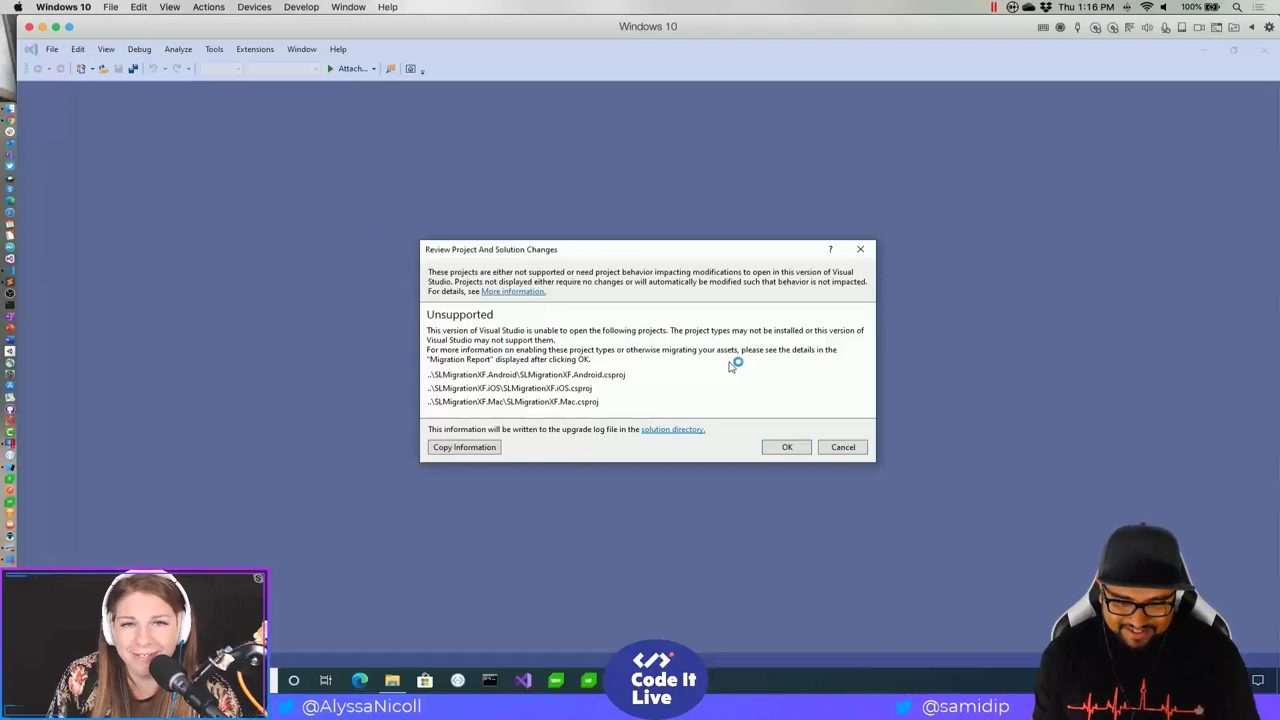 Windows 10 File Edit View Actions Devices Develop Window Help
Thu 1:16 PM
100%
Windows 10
File Edit View Debug Analyze Tools Extensions Window Help
Attach...
Review Project And Solution Changes
?
These projects are either not supported or need project behavior impacting modifications to open in this version of Visual
Studio. Projects not displayed either require no changes or will automatically be modified such that behavior is not impacted.
For details, see More information.
Unsupported
This version of Visual Studio is unable to open the following projects. The project types may not be installed or this version of
Visual Studio may not support them.
For more information on enabling these project types or otherwise migrating your assets, please see the details in the
"Migration Report" displayed after clicking OK.
..\SLMigrationXF.Android\SLMigrationXF.Android.csproj
..\SLMigrationXF.iOS\SLMigrationXF.iOS.csproj
..\SLMigrationXF.Mac\SLMigrationXF.Mac.csproj
This information will be written to the upgrade log file in the solution directory.
Copy Information OK Cancel
</> Code It Live
@AlyssaNicoll
@samidip